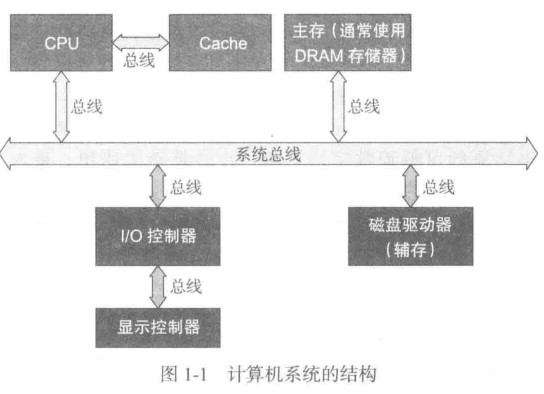 CPU
总线
Cache
主存（通常使用
DRAM 存储器）
总线
总线
系统总线
总线
总线
I/O 控制器
磁盘驱动器
（辅存）
总线
显示控制器
图 1-1 计算机系统的结构